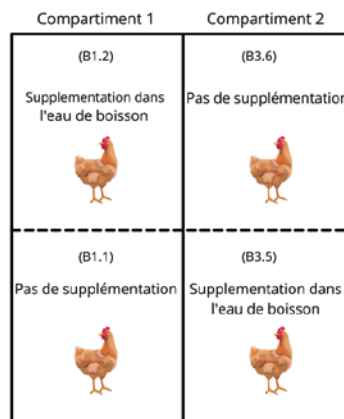 Compartiment 1
Compartiment 2
(B1.2)
Supplementation dans
l'eau de boisson
(B3.6)
Pas de supplémentation
(B1.1)
Pas de supplémentation
(B3.5)
Supplementation dans
l'eau de boisson